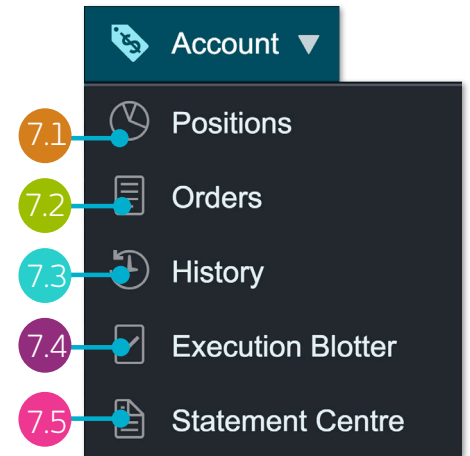 Account
7.1 Positions
7.2 Orders
7.3 History
7.4 Execution Blotter
7.5 Statement Centre